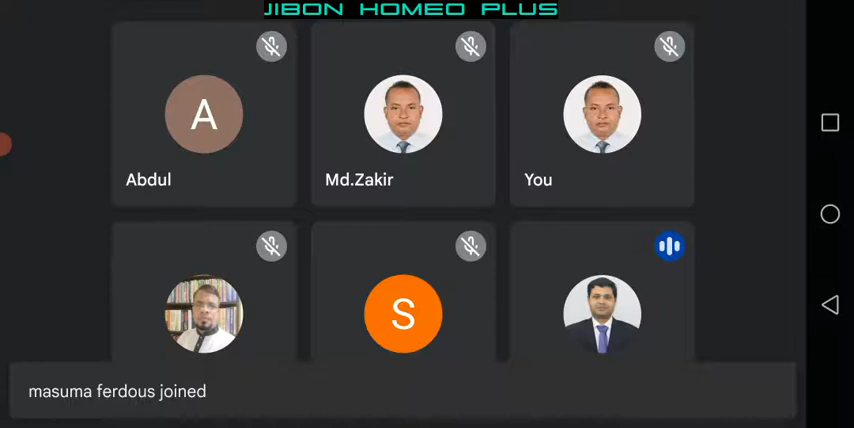 JIBON HOMEO PLUS
A
Abdul
Md.Zakir
You
S
masuma ferdous joined